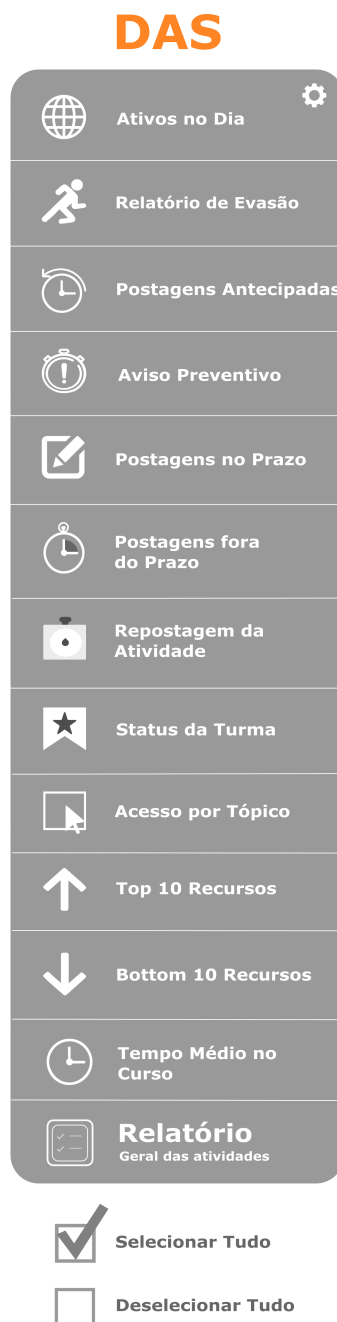 DAS
Ativos no Dia
Relatório de Evasão
Postagens Antecipadas
Aviso Preventivo
Postagens no Prazo
Postagens fora
do Prazo
Repostagem da
Atividade
Status da Turma
Acesso por Tópico
Top 10 Recursos
Bottom 10 Recursos
Tempo Médio no
Curso
Relatório
Geral das atividades
Selecionar Tudo
Deselecionar Tudo